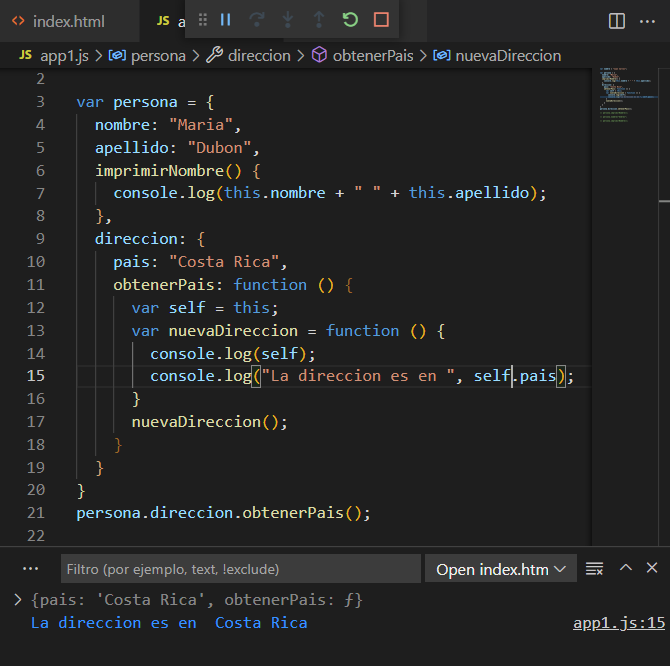 index.html
JS a
JS app1.js > persona > direccion > obtenerPais > nuevaDireccion
2
3 var persona = {
4 nombre: "Maria",
5 apellido: "Dubon",
6 imprimirNombre() {
7 console.log(this.nombre + " " + this.apellido);
8 },
9 direccion: {
10 pais: "Costa Rica",
11 obtenerPais: function () {
12 var self = this;
13 var nuevaDireccion = function () {
14 console.log(self);
15 console.log("La direccion es en ", self.pais);
16 }
17 nuevaDireccion();
18 }
19 }
20 }
21 persona.direccion.obtenerPais();
22
Filtro (por ejemplo, text, !exclude) Open index.htm
> {pais: 'Costa Rica', obtenerPais: ƒ}
La direccion es en  Costa Rica app1.js:15